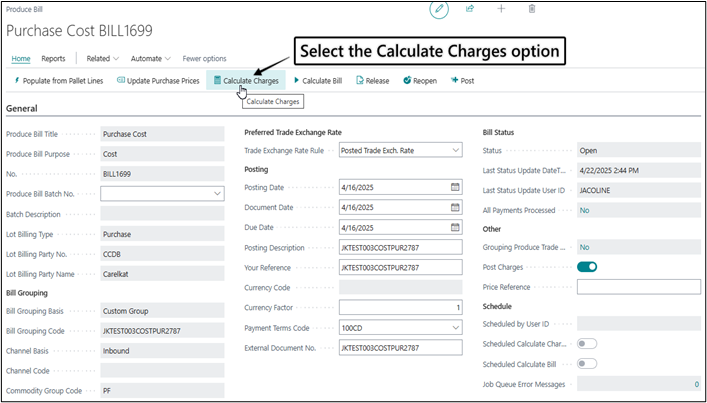 Produce Bill
Purchase Cost BILL1699
Home Reports Related Automate Fewer options
Select the Calculate Charges option
Populate from Pallet Lines Update Purchase Prices Calculate Charges Calculate Bill Release Reopen Post
Calculate Charges
General
Produce Bill Title Purchase Cost
Produce Bill Purpose Cost
No. BILL1699
Produce Bill Batch No.
Batch Description
Lot Billing Type Purchase
Lot Billing Party No. CCDB
Lot Billing Party Name Carelkat
Bill Grouping
Bill Grouping Basis Custom Group
Bill Grouping Code JKTEST003COSTPUR2787
Channel Basis Inbound
Channel Code
Commodity Group Code PF
Preferred Trade Exchange Rate
Trade Exchange Rate Rule Posted Trade Exch. Rate
Posting
Posting Date 4/16/2025
Document Date 4/16/2025
Due Date 4/16/2025
Posting Description JKTEST003COSTPUR2787
Your Reference JKTEST003COSTPUR2787
Currency Code
Currency Factor 1
Payment Terms Code 100CD
External Document No. JKTEST003COSTPUR2787
Bill Status
Status Open
Last Status Update DateT... 4/22/2025 2:44 PM
Last Status Update User ID JACOLINE
All Payments Processed No
Other
Grouping Produce Trade ... No
Post Charges
Price Reference
Schedule
Scheduled by User ID
Scheduled Calculate Char...
Scheduled Calculate Bill
Job Queue Error Messages 0